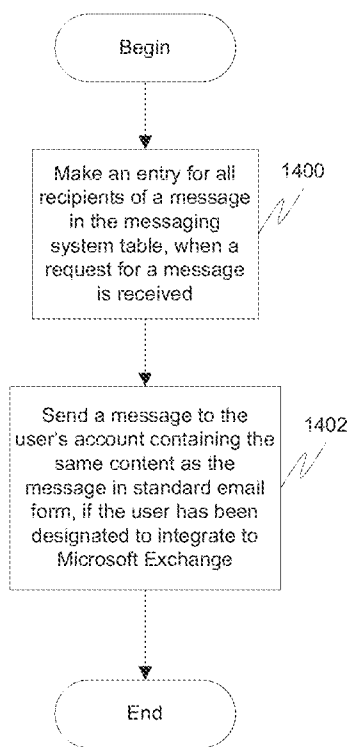 Begin
Make an entry for all
recipients of a message
in the messaging
system table, when a
request for a message
is received
1400
Send a message to the
user's account containing the
same content as the
message in standard email
form, if the user has been
designated to integrate to
Microsoft Exchange
1402
End